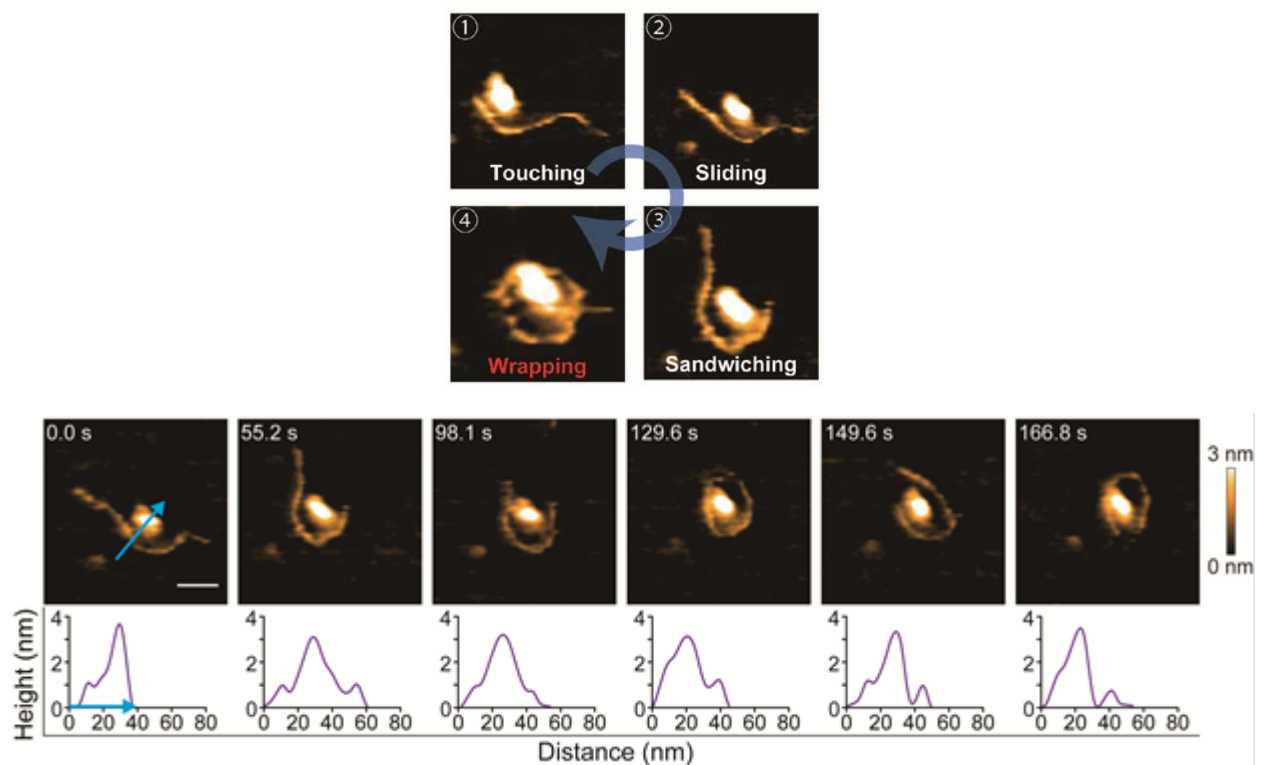 ① ②
Touching Sliding
④ ③
Wrapping Sandwiching
0.0 s 55.2 s 98.1 s 129.6 s 149.6 s 166.8 s
3 nm
0 nm
Height (nm)
4 4 4 4 4 4
2 2 2 2 2 2
0 0 0 0 0 0
0 20 40 60 80 0 20 40 60 80 0 20 40 60 80 0 20 40 60 80 0 20 40 60 80 0 20 40 60 80
Distance (nm)